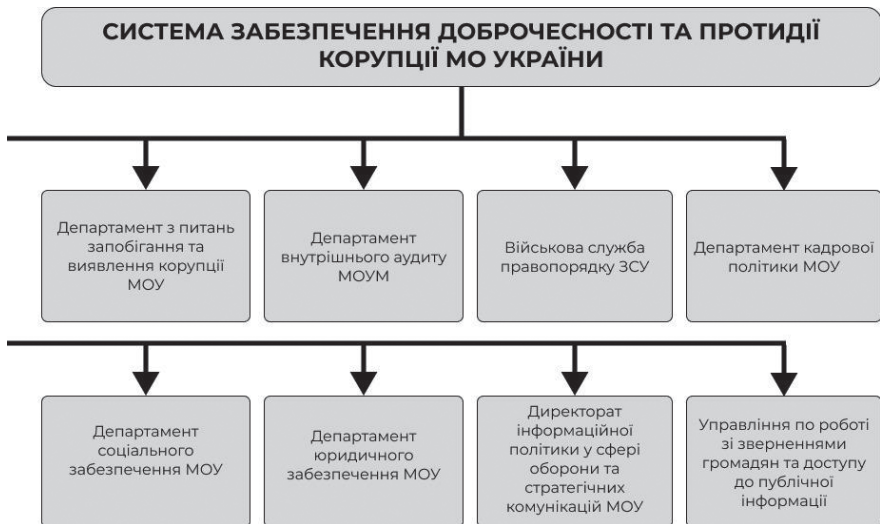 СИСТЕМА ЗАБЕЗПЕЧЕННЯ ДОБРОЧЕСНОСТІ ТА ПРОТИДІЇ
КОРУПЦІЇ МО УКРАЇНИ
Департамент з питань
запобігання та
виявлення корупції
МОУ
Департамент
внутрішнього аудиту
МОУМ
Військова служба
правопорядку ЗСУ
Департамент кадрової
політики МОУ
Департамент
соціального
забезпечення МОУ
Департамент
юридичного
забезпечення МОУ
Директорат
інформаційної
політики у сфері
оборони та
стратегічних
комунікацій МОУ
Управління по роботі
зі зверненнями
громадян та доступу
до публічної
інформації